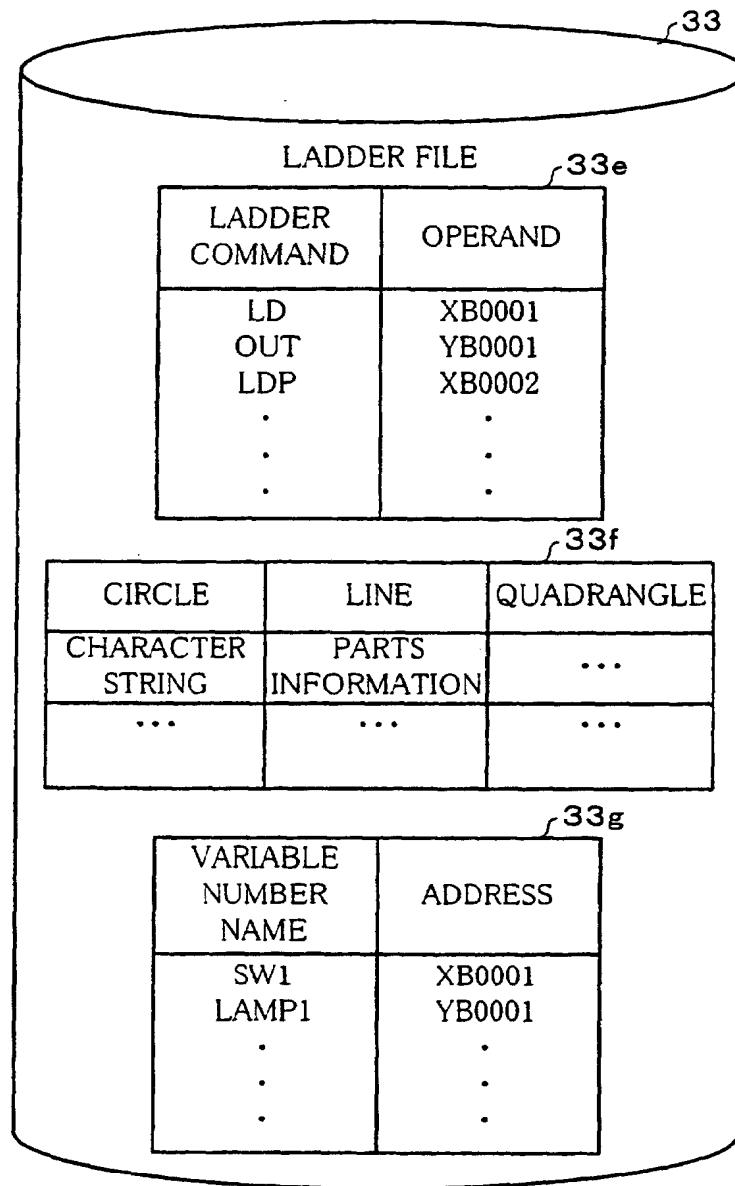 33
LADDER FILE
33e
LADDER COMMAND OPERAND
LD XB0001
OUT YB0001
LDP XB0002
. .
. .
. .
33f
CIRCLE LINE QUADRANGLE
CHARACTER STRING PARTS INFORMATION ...
... ... ...
33g
VARIABLE NUMBER NAME ADDRESS
SW1 XB0001
LAMP1 YB0001
. .
. .
. .